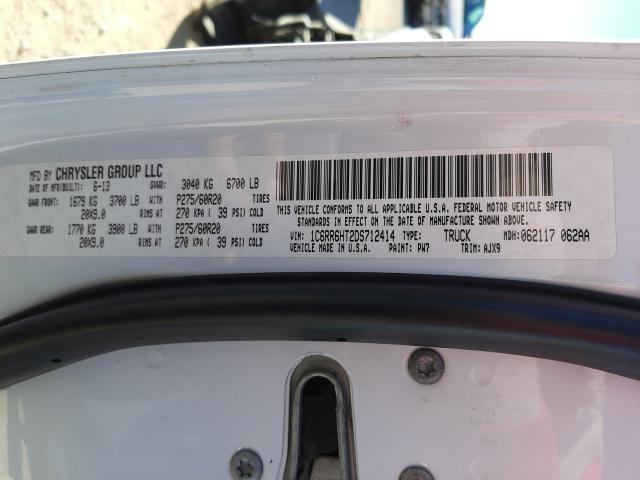 MFD BY CHRYSLER GROUP LLC
DATE OF MFR(BUILT): 6-13 GVWR: 3040 KG 6700 LB
GAWR FRONT: 1679 KG 3700 LB P275/60R20 TIRES
20X9.0 RIMS AT 270 KPA ( 39 PSI) COLD
GAWR REAR: 1770 KG 3900 LB P275/60R20 TIRES
20X9.0 RIMS AT 270 KPA ( 39 PSI) COLD
THIS VEHICLE CONFORMS TO ALL APPLICABLE U.S.A. FEDERAL MOTOR VEHICLE SAFETY
STANDARDS IN EFFECT ON THE DATE OF MANUFACTURE SHOWN ABOVE.
VIN: 1C6RR6HT2DS712414 TYPE: TRUCK MDH: 062117 062AA
VEHICLE MADE IN U.S.A. PAINT: PW7 TRIM: AJX9